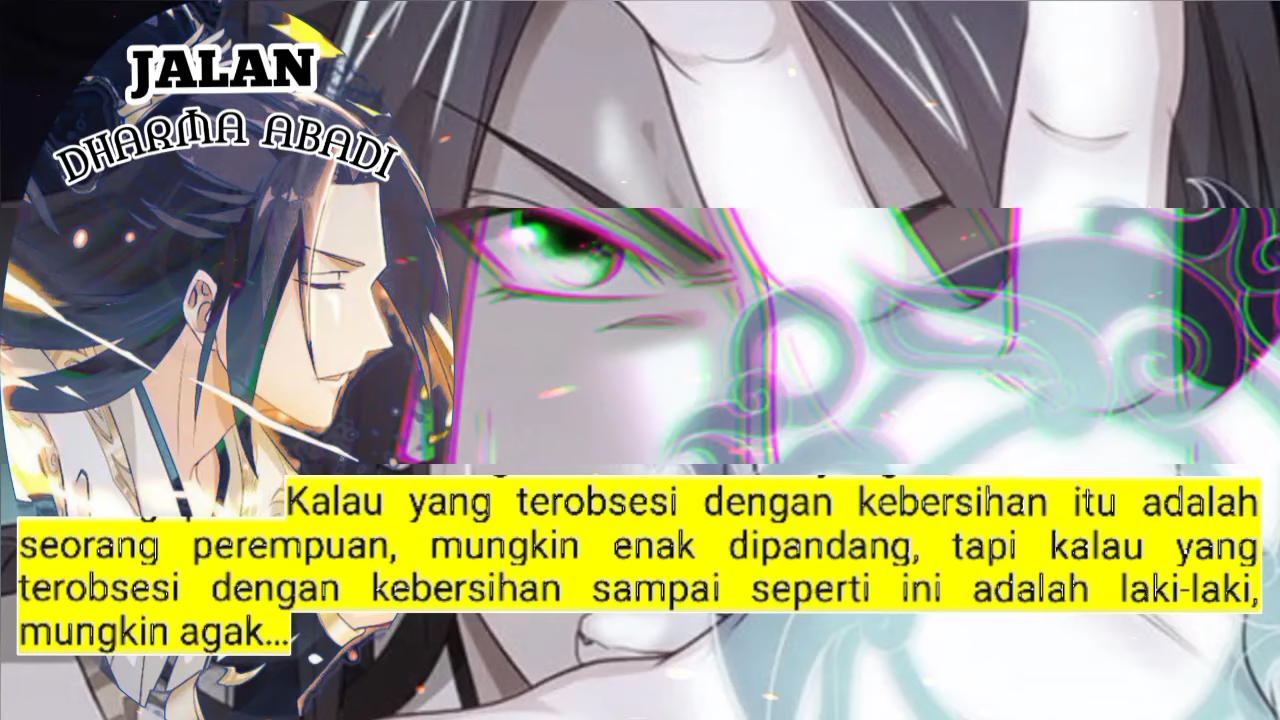 JALAN
DHARMA ABADI
Kalau yang terobsesi dengan kebersihan itu adalah
seorang perempuan, mungkin enak dipandang, tapi kalau yang
terobsesi dengan kebersihan sampai seperti ini adalah laki-laki,
mungkin agak...